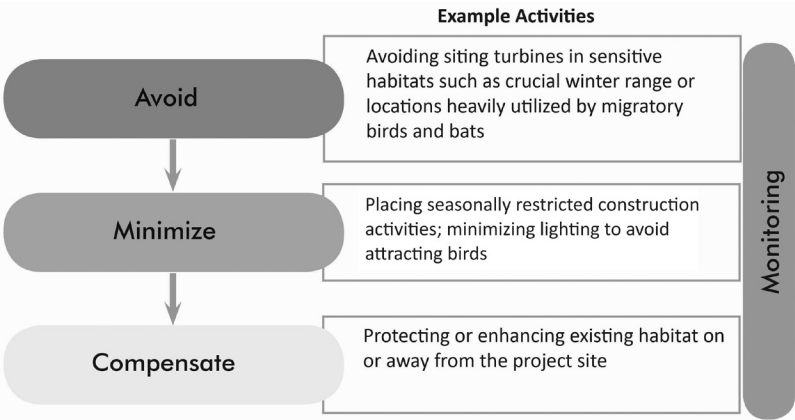 Example Activities
Avoid
Avoiding siting turbines in sensitive
habitats such as crucial winter range or
locations heavily utilized by migratory
birds and bats
Minimize
Placing seasonally restricted construction
activities; minimizing lighting to avoid
attracting birds
Compensate
Protecting or enhancing existing habitat on
or away from the project site
Monitoring